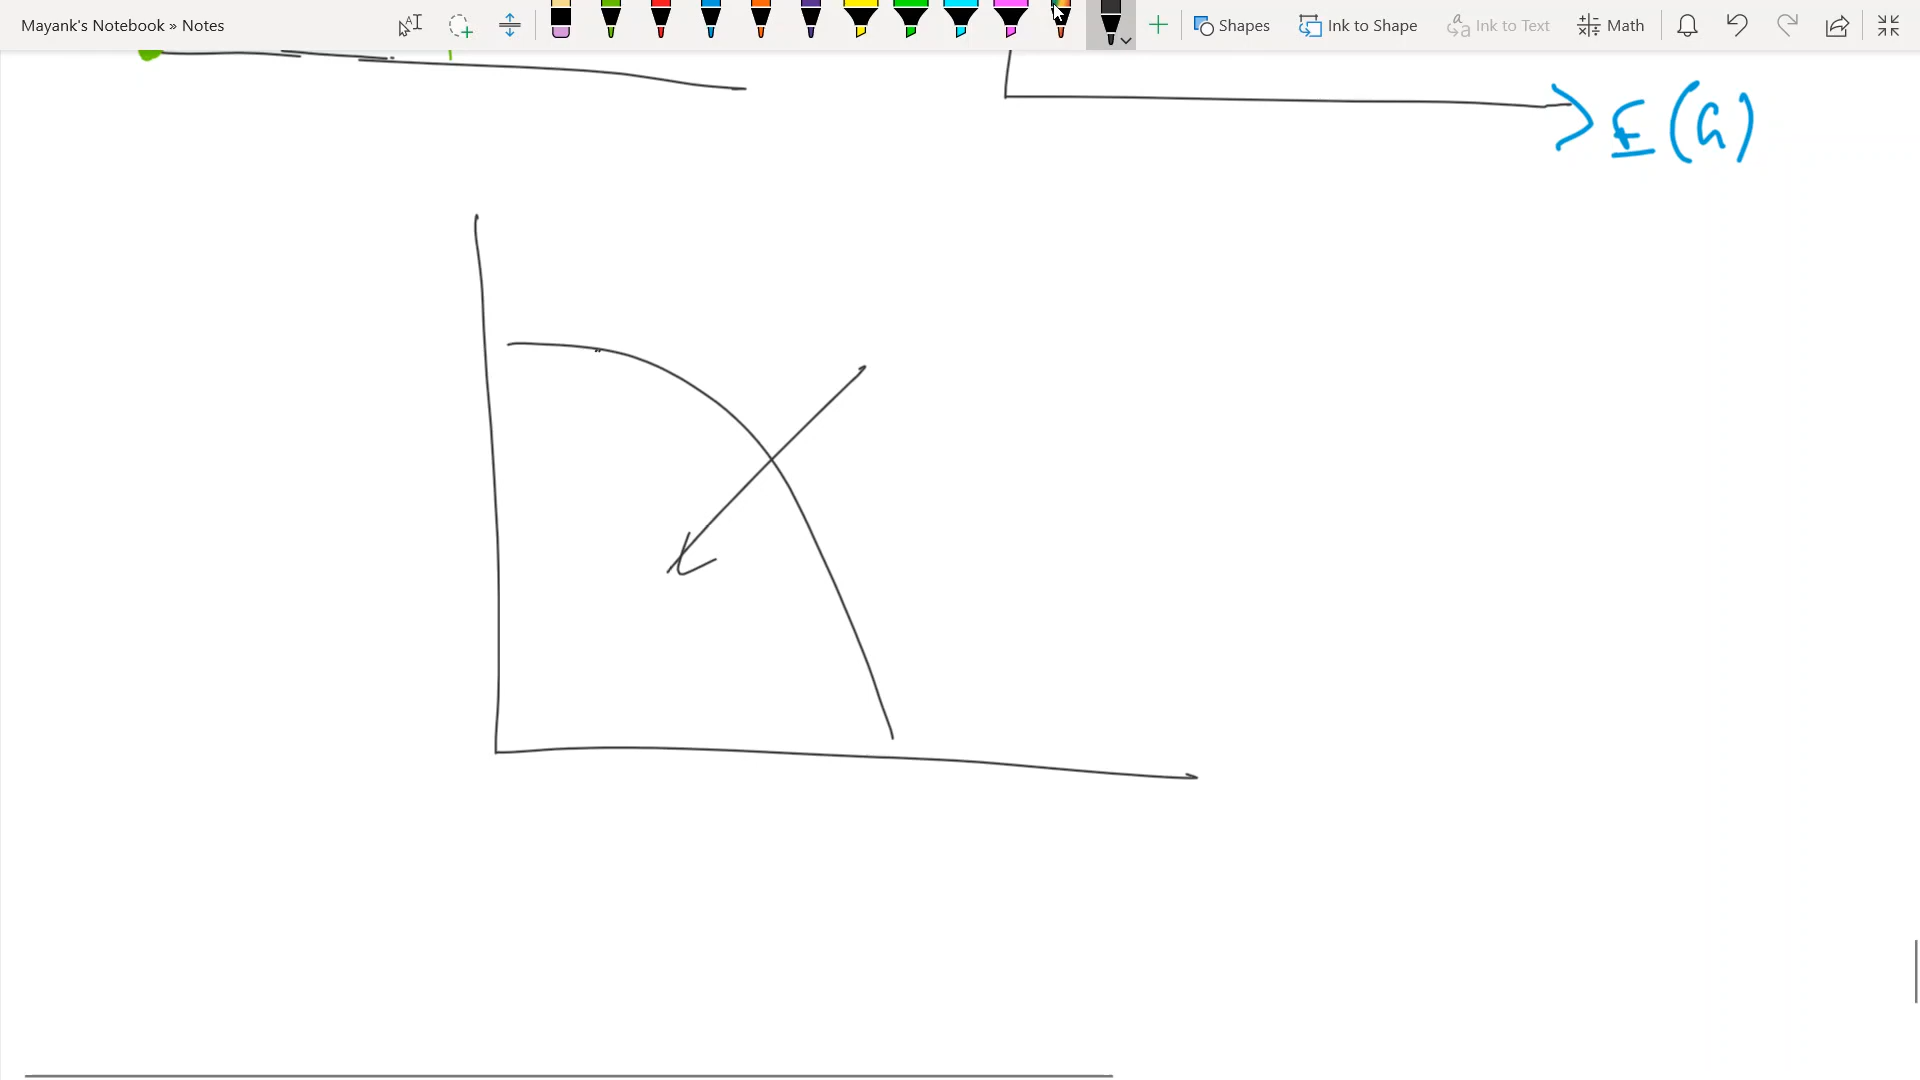 Mayank's Notebook » Notes
Shapes
Ink to Shape
Ink to Text
Math
E (G)